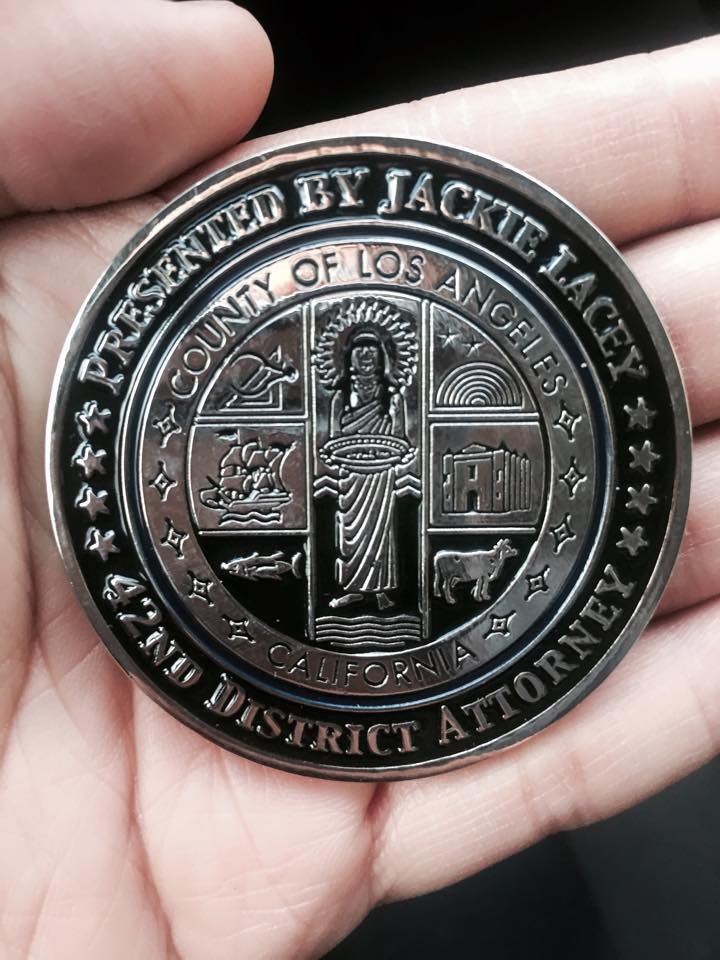 PRESENTED BY JACKIE LACEY
COUNTY OF LOS ANGELES
CALIFORNIA
42ND DISTRICT ATTORNEY